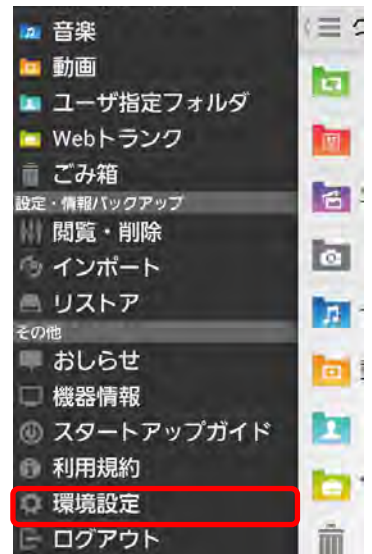 音楽
動画
ユーザ指定フォルダ
Webトランク
ごみ箱
設定・情報バックアップ
閲覧・削除
インポート
リストア
その他
おしらせ
機器情報
スタートアップガイド
利用規約
環境設定
ログアウト